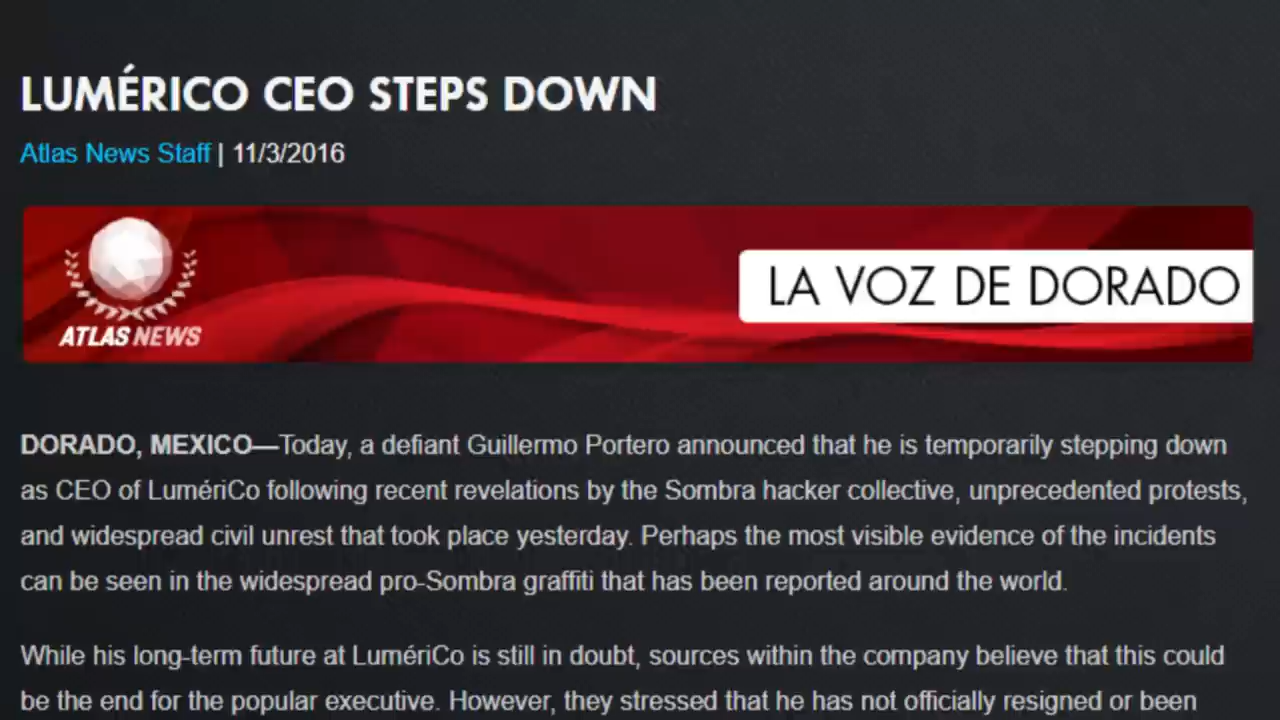 LUMÉRICO CEO STEPS DOWN
Atlas News Staff | 11/3/2016
ATLAS NEWS
LA VOZ DE DORADO
DORADO, MEXICO—Today, a defiant Guillermo Portero announced that he is temporarily stepping down
as CEO of LumériCo following recent revelations by the Sombra hacker collective, unprecedented protests,
and widespread civil unrest that took place yesterday. Perhaps the most visible evidence of the incidents
can be seen in the widespread pro-Sombra graffiti that has been reported around the world.
While his long-term future at LumériCo is still in doubt, sources within the company believe that this could
be the end for the popular executive. However, they stressed that he has not officially resigned or been